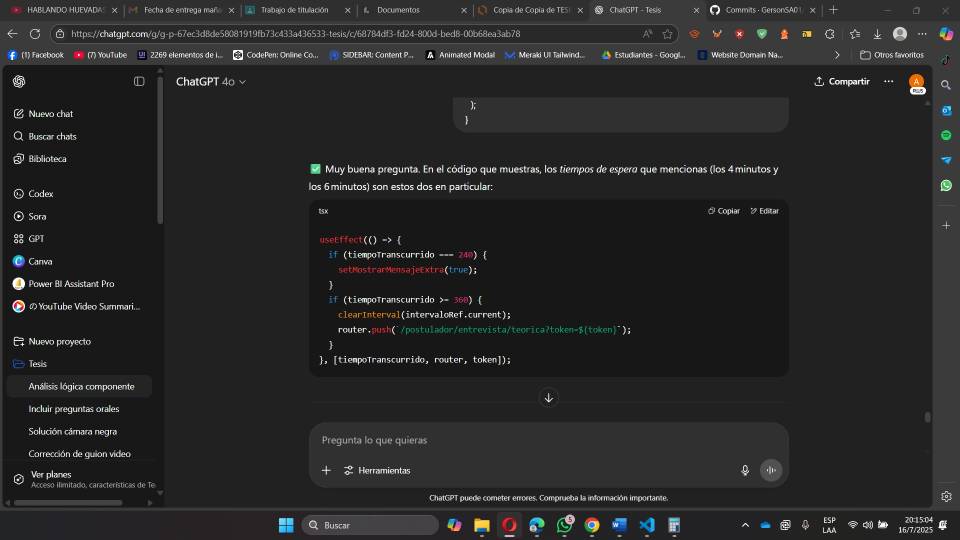 HABLANDO HUEVADAS
Fecha de entrega maña
Trabajo de titulación
Documentos
Copia de Copia de TESI
ChatGPT - Tesis
Commits - GersonSA01/
https://chatgpt.com/g/g-p-67ec3d8de58081919fb73c433a436533-tesis/c/68784df3-fd24-800d-bed8-00b68ea3ab78
(1) Facebook
(7) YouTube
2269 elementos de i...
CodePen: Online Co...
SIDEBAR: Content P...
Animated Modal
Meraki UI Tailwind...
Estudiantes - Googl...
Website Domain Na...
Otros favoritos
ChatGPT 4o
Compartir
PLUS
Nuevo chat
Buscar chats
Biblioteca
Codex
Sora
GPT
Canva
Power BI Assistant Pro
のYouTube Video Summari...
Nuevo proyecto
Tesis
Análisis lógica componente
Incluir preguntas orales
Solución cámara negra
Corrección de guion video
Ver planes
Acceso ilimitado, características de Te
);
}
✅ Muy buena pregunta. En el código que muestras, los tiempos de espera que mencionas (los 4 minutos y
los 6 minutos) son estos dos en particular:
tsx
Copiar
Editar
useEffect(() => {
if (tiempoTranscurrido === 240) {
setMostrarMensajeExtra(true);
}
if (tiempoTranscurrido >= 360) {
clearInterval(intervaloRef.current);
router.push(`/postulador/entrevista/teorica?token=${token}`);
}
}, [tiempoTranscurrido, router, token]);
Pregunta lo que quieras
Herramientas
ChatGPT puede cometer errores. Comprueba la información importante.
Buscar
5
ESP
LAA
20:15:04
16/7/2025